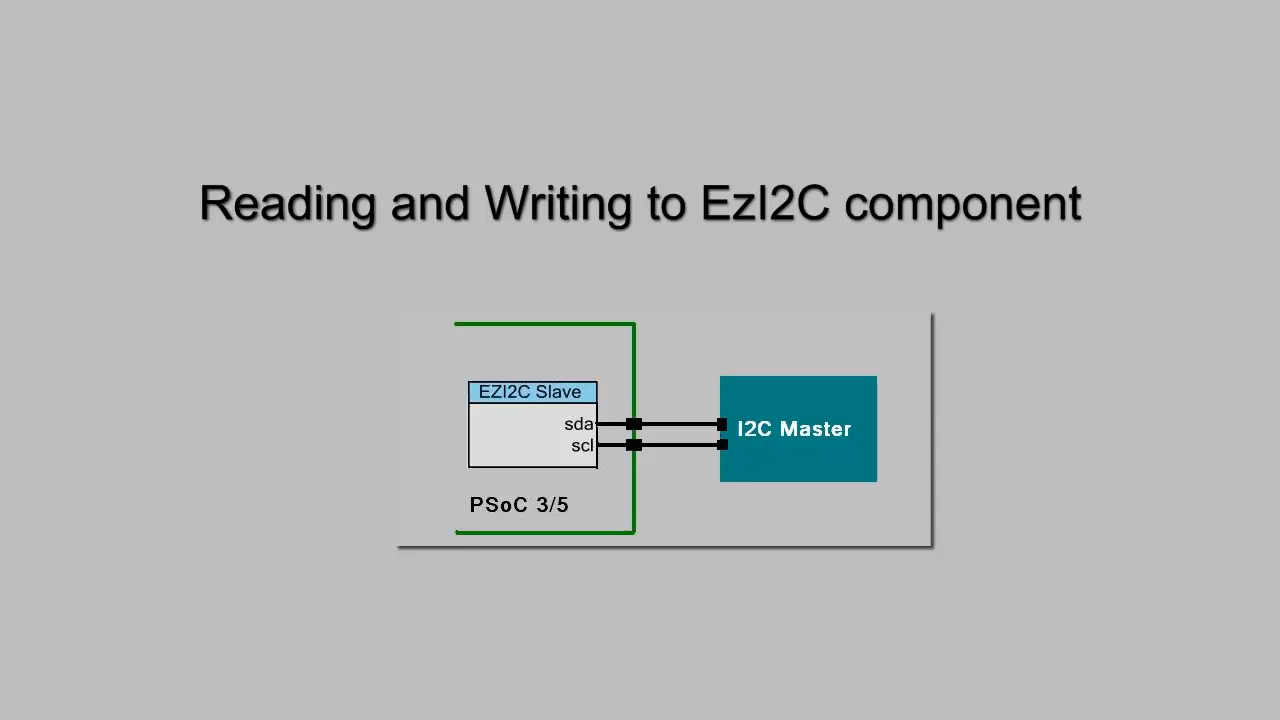 Reading and Writing to EzI2C component
EZI2C Slave
sda
scl
I2C Master
PSoC 3/5